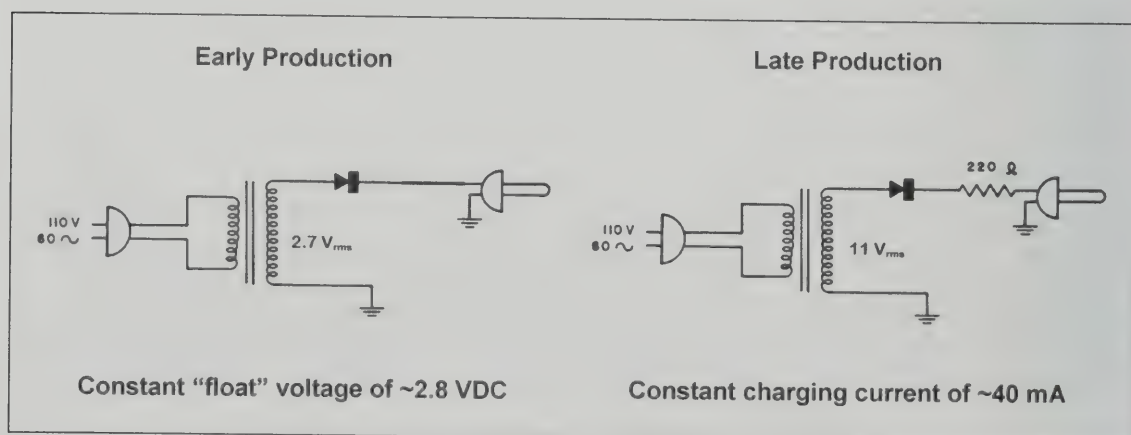 Early Production
110 V
60 ∿
2.7 Vrms
Constant "float" voltage of ~2.8 VDC
Late Production
220 Ω
110 V
60 ∿
11 Vrms
Constant charging current of ~40 mA